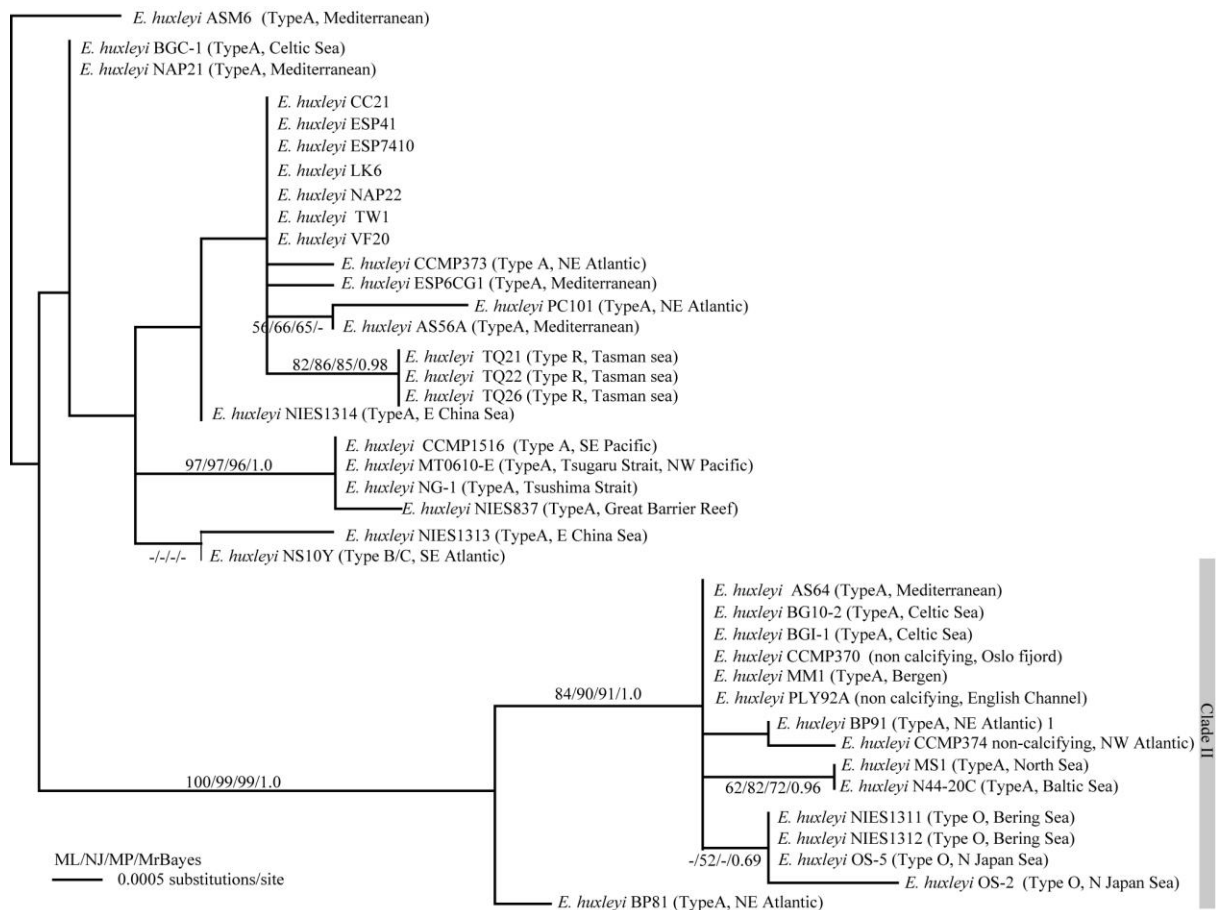 E. huxleyi ASM6 (TypeA, Mediterranean)
E. huxleyi BGC-1 (TypeA, Celtic Sea)
E. huxleyi NAP21 (TypeA, Mediterranean)
E. huxleyi CC21
E. huxleyi ESP41
E. huxleyi ESP7410
E. huxleyi LK6
E. huxleyi NAP22
E. huxleyi TW1
E. huxleyi VF20
E. huxleyi CCMP373 (Type A, NE Atlantic)
E. huxleyi ESP6CG1 (TypeA, Mediterranean)
E. huxleyi PC101 (TypeA, NE Atlantic)
56/66/65/-
E. huxleyi AS56A (TypeA, Mediterranean)
82/86/85/0.98
E. huxleyi TQ21 (Type R, Tasman sea)
E. huxleyi TQ22 (Type R, Tasman sea)
E. huxleyi TQ26 (Type R, Tasman sea)
E. huxleyi NIES1314 (TypeA, E China Sea)
E. huxleyi CCMP1516 (Type A, SE Pacific)
97/97/96/1.0
E. huxleyi MT0610-E (TypeA, Tsugaru Strait, NW Pacific)
E. huxleyi NG-1 (TypeA, Tsushima Strait)
E. huxleyi NIES837 (TypeA, Great Barrier Reef)
E. huxleyi NIES1313 (TypeA, E China Sea)
-/-/-/-
E. huxleyi NS10Y (Type B/C, SE Atlantic)
E. huxleyi AS64 (TypeA, Mediterranean)
E. huxleyi BG10-2 (TypeA, Celtic Sea)
E. huxleyi BGI-1 (TypeA, Celtic Sea)
E. huxleyi CCMP370 (non calcifying, Oslo fijord)
E. huxleyi MM1 (TypeA, Bergen)
84/90/91/1.0
E. huxleyi PLY92A (non calcifying, English Channel)
E. huxleyi BP91 (TypeA, NE Atlantic) 1
E. huxleyi CCMP374 non-calcifying, NW Atlantic)
E. huxleyi MS1 (TypeA, North Sea)
100/99/99/1.0
62/82/72/0.96
E. huxleyi N44-20C (TypeA, Baltic Sea)
E. huxleyi NIES1311 (Type O, Bering Sea)
E. huxleyi NIES1312 (Type O, Bering Sea)
-/52/-/0.69
E. huxleyi OS-5 (Type O, N Japan Sea)
E. huxleyi OS-2 (Type O, N Japan Sea)
E. huxleyi BP81 (TypeA, NE Atlantic)
Clade II
ML/NJ/MP/MrBayes
0.0005 substitutions/site